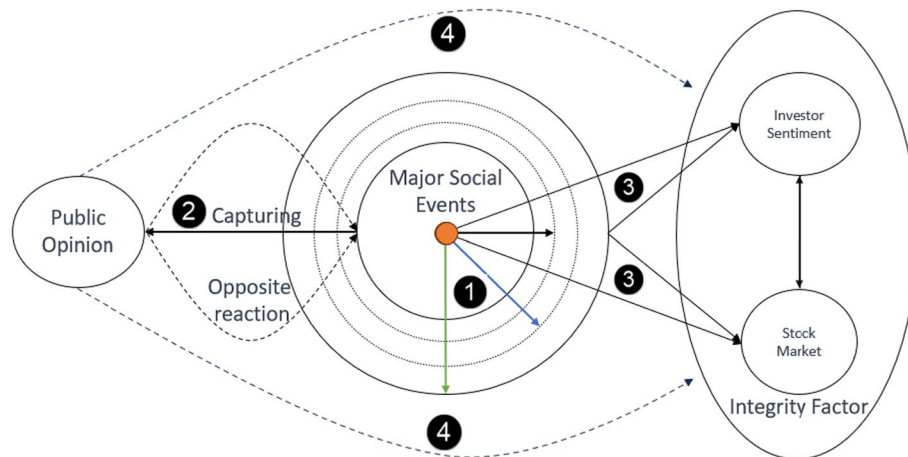 4
Investor
Sentiment
Major Social
Events
3
Public
Opinion
2
Capturing
1
Opposite
reaction
3
Stock
Market
Integrity Factor
4